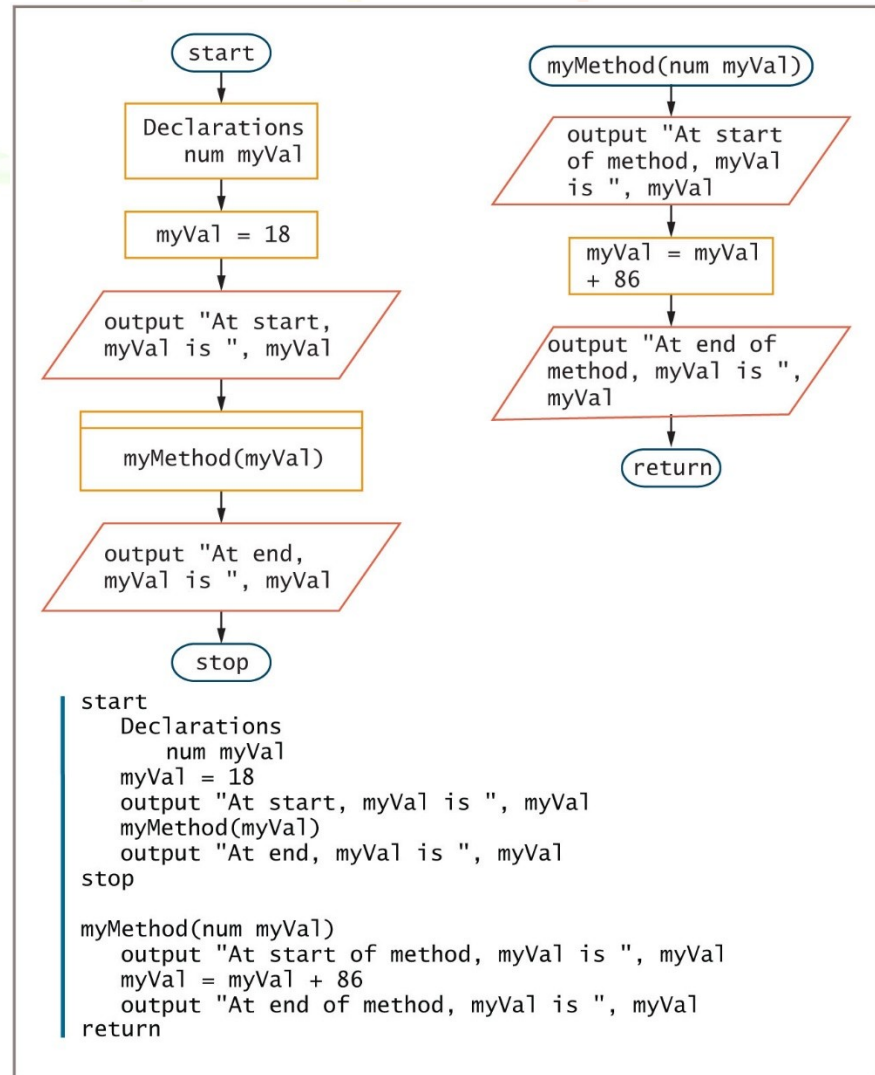 start
Declarations
num myVal
myVal = 18
output "At start,
myVal is ", myVal
myMethod(myVal)
output "At end,
myVal is ", myVal
stop
myMethod(num myVal)
output "At start
of method, myVal
is ", myVal
myVal = myVal
+ 86
output "At end of
method, myVal is ",
myVal
return
start
Declarations
num myVal
myVal = 18
output "At start, myVal is ", myVal
myMethod(myVal)
output "At end, myVal is ", myVal
stop
myMethod(num myVal)
output "At start of method, myVal is ", myVal
myVal = myVal + 86
output "At end of method, myVal is ", myVal
return